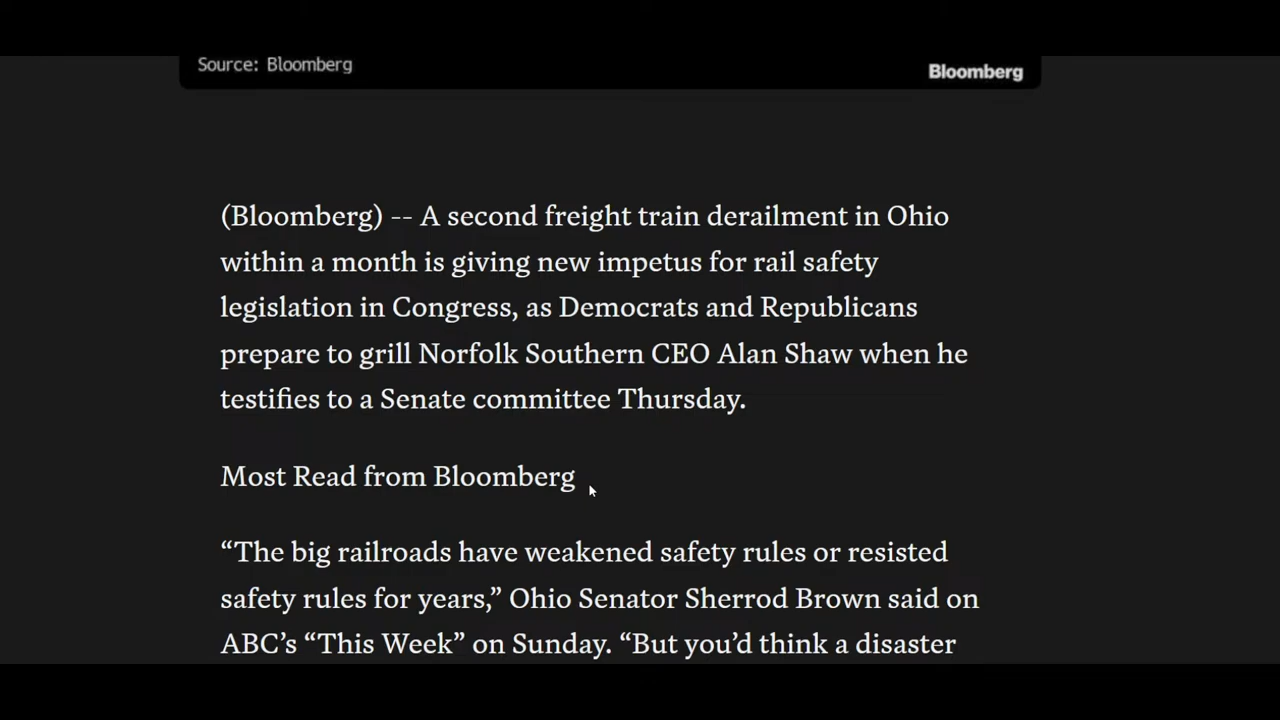 Source: Bloomberg
Bloomberg
(Bloomberg) -- A second freight train derailment in Ohio
within a month is giving new impetus for rail safety
legislation in Congress, as Democrats and Republicans
prepare to grill Norfolk Southern CEO Alan Shaw when he
testifies to a Senate committee Thursday.
Most Read from Bloomberg
“The big railroads have weakened safety rules or resisted
safety rules for years,” Ohio Senator Sherrod Brown said on
ABC’s “This Week” on Sunday. “But you’d think a disaster